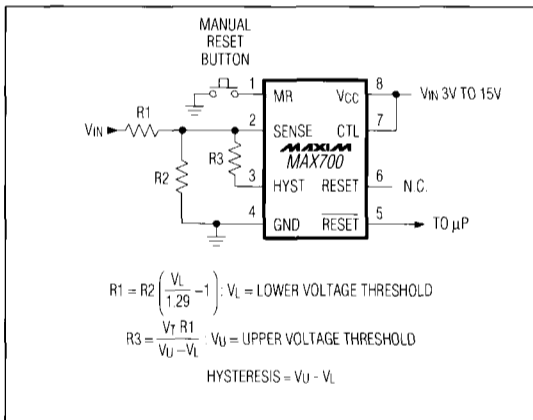 MANUAL
RESET
BUTTON
1 MR VCC 8 VIN 3V TO 15V
R1
VIN 2 SENSE CTL 7
MAXIM
MAX700
R3
R2 3 HYST RESET 6 N.C.
4 GND RESET 5 TO µP
R1 = R2 (VL/1.29 –1) : VL = LOWER VOLTAGE THRESHOLD
R3 = VT R1/VU – VL : VU = UPPER VOLTAGE THRESHOLD
HYSTERESIS = VU - VL